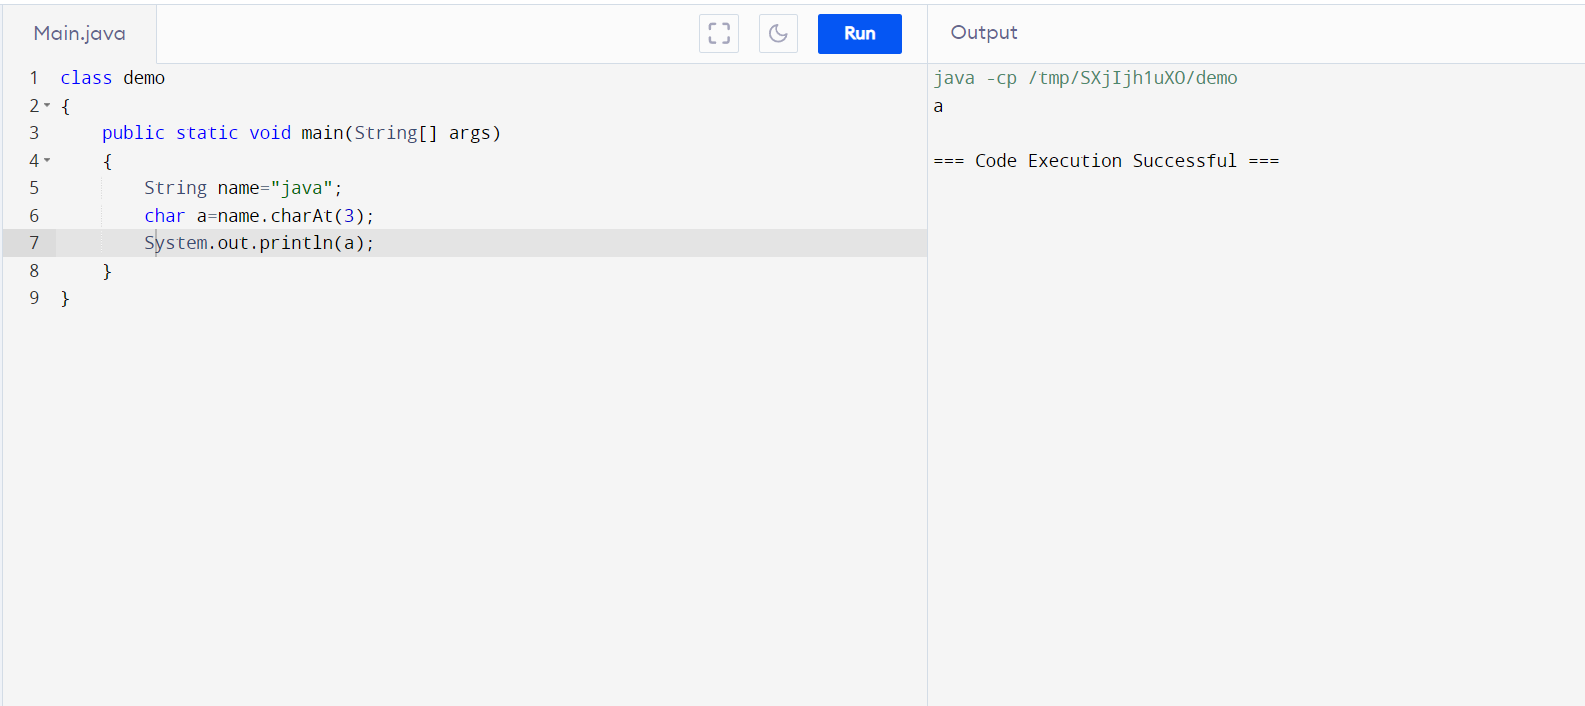 Main.java
Run
1 class demo
2 {
3 public static void main(String[] args)
4 {
5 String name="java";
6 char a=name.charAt(3);
7 System.out.println(a);
8 }
9 }
Output
java -cp /tmp/SXjIjh1uXO/demo
a
=== Code Execution Successful ===